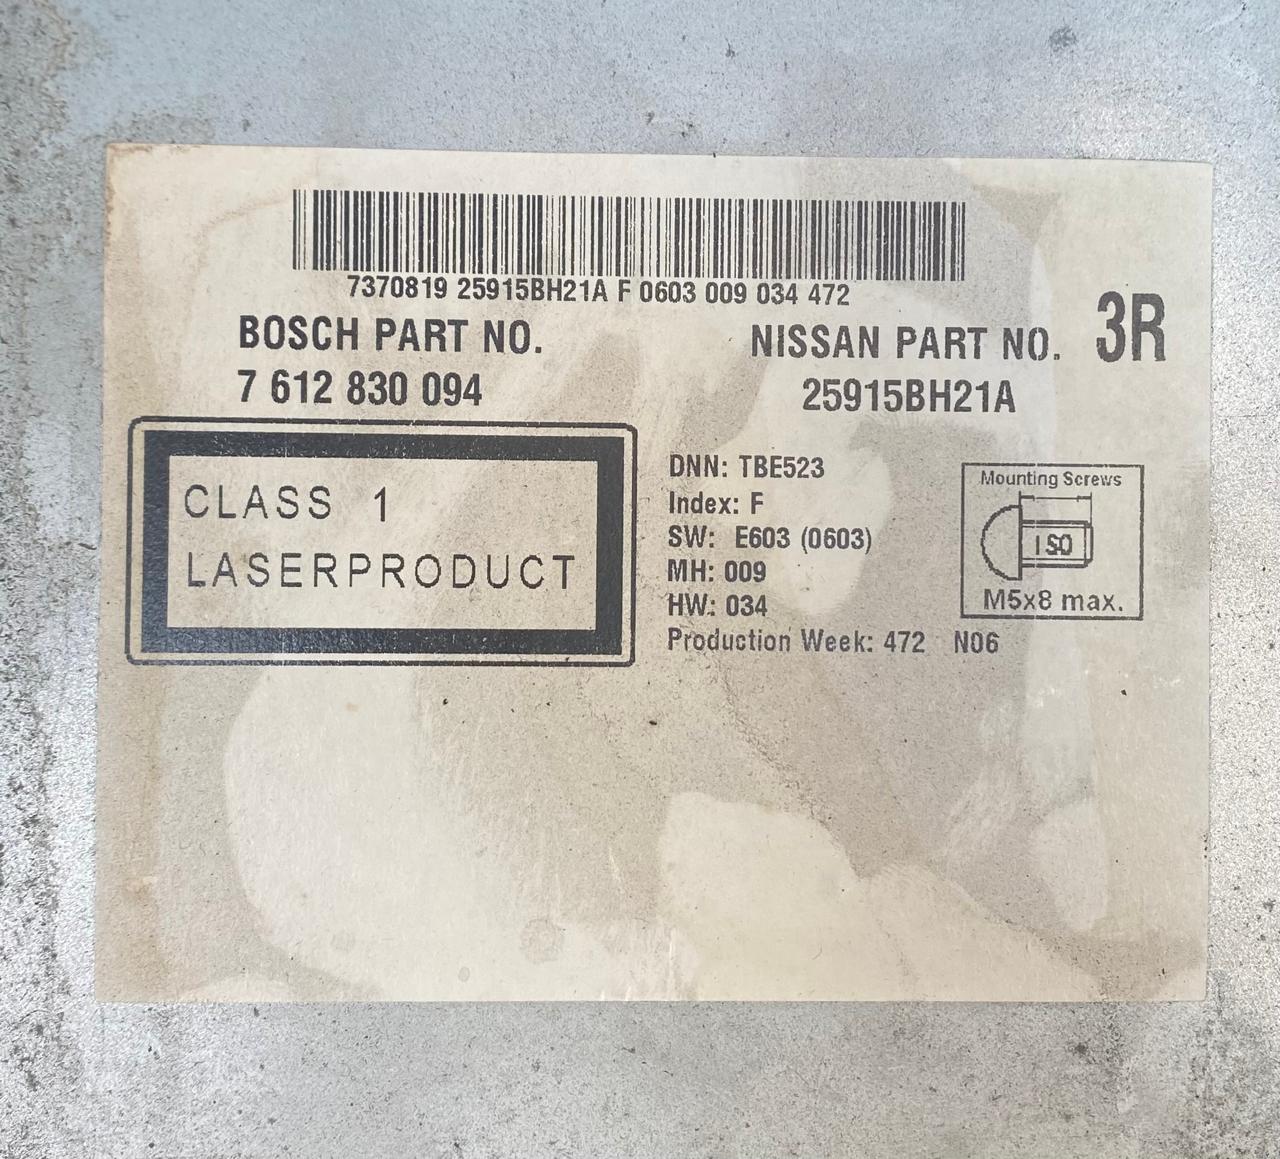 7370819 25915BH21A F 0603 009 034 472
BOSCH PART NO.
7 612 830 094
NISSAN PART NO.
25915BH21A
3R
CLASS 1
LASERPRODUCT
DNN: TBE523
Index: F
SW: E603 (0603)
MH: 009
HW: 034
Production Week: 472 N06
Mounting Screws
ISO
M5x8 max.